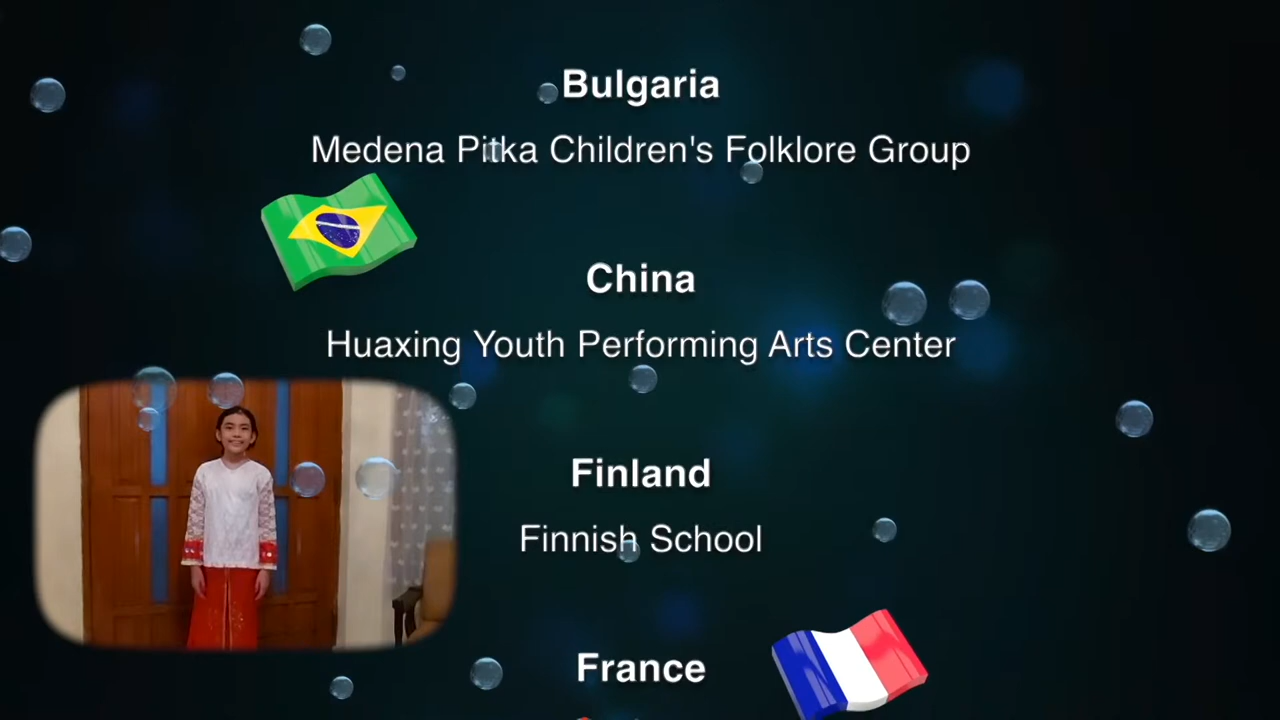 Bulgaria
Medena Pitka Children's Folklore Group
China
Huaxing Youth Performing Arts Center
Finland
Finnish School
France